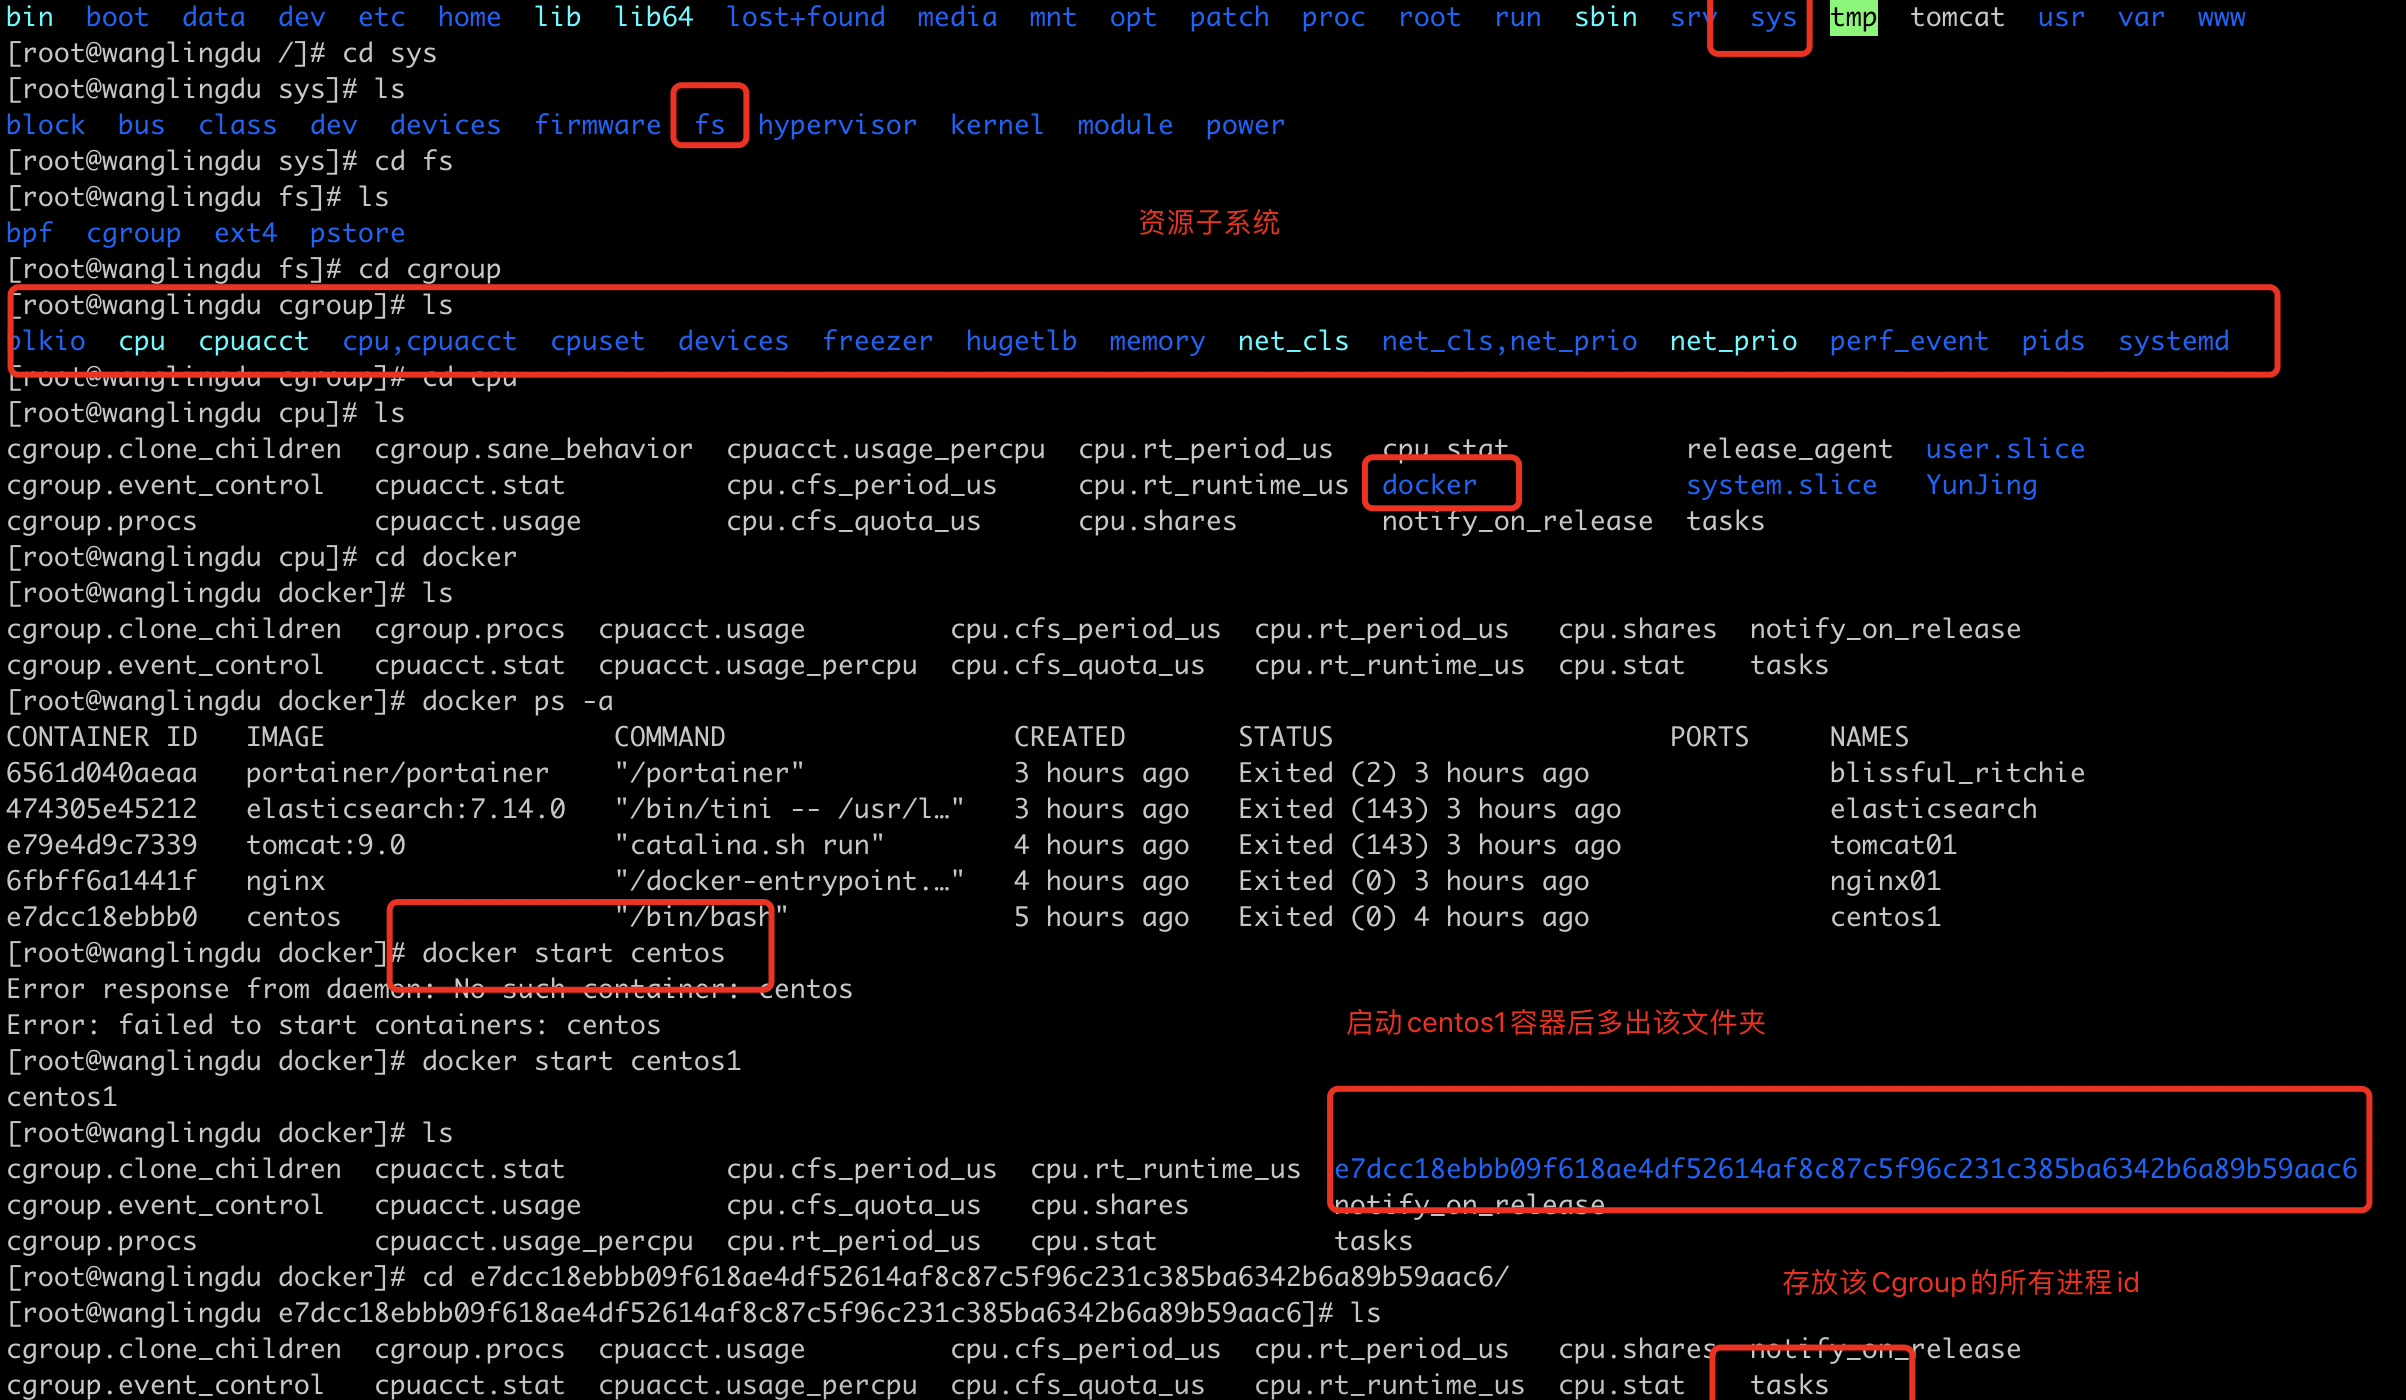 bin  boot  data  dev  etc  home  lib  lib64  lost+found  media  mnt  opt  patch  proc  root  run  sbin  srv  sys  tmp  tomcat  usr  var  www
[root@wanglingdu /]# cd sys
[root@wanglingdu sys]# ls
block  bus  class  dev  devices  firmware  fs  hypervisor  kernel  module  power
[root@wanglingdu sys]# cd fs
[root@wanglingdu fs]# ls
资源子系统
bpf  cgroup  ext4  pstore
[root@wanglingdu fs]# cd cgroup
[root@wanglingdu cgroup]# ls
blkio  cpu  cpuacct  cpu,cpuacct  cpuset  devices  freezer  hugetlb  memory  net_cls  net_cls,net_prio  net_prio  perf_event  pids  systemd
[root@wanglingdu cgroup]# cd cpu
[root@wanglingdu cpu]# ls
cgroup.clone_children  cgroup.sane_behavior  cpuacct.usage_percpu  cpu.rt_period_us   cpu.stat           release_agent  user.slice
cgroup.event_control   cpuacct.stat          cpu.cfs_period_us     cpu.rt_runtime_us  docker             system.slice   YunJing
cgroup.procs           cpuacct.usage         cpu.cfs_quota_us      cpu.shares         notify_on_release  tasks
[root@wanglingdu cpu]# cd docker
[root@wanglingdu docker]# ls
cgroup.clone_children  cgroup.procs  cpuacct.usage         cpu.cfs_period_us  cpu.rt_period_us   cpu.shares  notify_on_release
cgroup.event_control   cpuacct.stat  cpuacct.usage_percpu  cpu.cfs_quota_us   cpu.rt_runtime_us  cpu.stat    tasks
[root@wanglingdu docker]# docker ps -a
CONTAINER ID   IMAGE                  COMMAND                  CREATED       STATUS                     PORTS     NAMES
6561d040aeaa   portainer/portainer    "/portainer"             3 hours ago   Exited (2) 3 hours ago               blissful_ritchie
474305e45212   elasticsearch:7.14.0   "/bin/tini -- /usr/l…"   3 hours ago   Exited (143) 3 hours ago             elasticsearch
e79e4d9c7339   tomcat:9.0             "catalina.sh run"        4 hours ago   Exited (143) 3 hours ago             tomcat01
6fbff6a1441f   nginx                  "/docker-entrypoint.…"   4 hours ago   Exited (0) 3 hours ago               nginx01
e7dcc18ebbb0   centos                 "/bin/bash"              5 hours ago   Exited (0) 4 hours ago               centos1
[root@wanglingdu docker]# docker start centos
Error response from daemon: No such container: centos
Error: failed to start containers: centos
启动centos1容器后多出该文件夹
[root@wanglingdu docker]# docker start centos1
centos1
[root@wanglingdu docker]# ls
cgroup.clone_children  cpuacct.stat          cpu.cfs_period_us  cpu.rt_runtime_us  e7dcc18ebbb09f618ae4df52614af8c87c5f96c231c385ba6342b6a89b59aac6
cgroup.event_control   cpuacct.usage         cpu.cfs_quota_us   cpu.shares         notify_on_release
cgroup.procs           cpuacct.usage_percpu  cpu.rt_period_us   cpu.stat           tasks
[root@wanglingdu docker]# cd e7dcc18ebbb09f618ae4df52614af8c87c5f96c231c385ba6342b6a89b59aac6/
存放该Cgroup的所有进程id
[root@wanglingdu e7dcc18ebbb09f618ae4df52614af8c87c5f96c231c385ba6342b6a89b59aac6]# ls
cgroup.clone_children  cgroup.procs  cpuacct.usage         cpu.cfs_period_us  cpu.rt_period_us   cpu.shares  notify_on_release
cgroup.event_control   cpuacct.stat  cpuacct.usage_percpu  cpu.cfs_quota_us   cpu.rt_runtime_us  cpu.stat    tasks